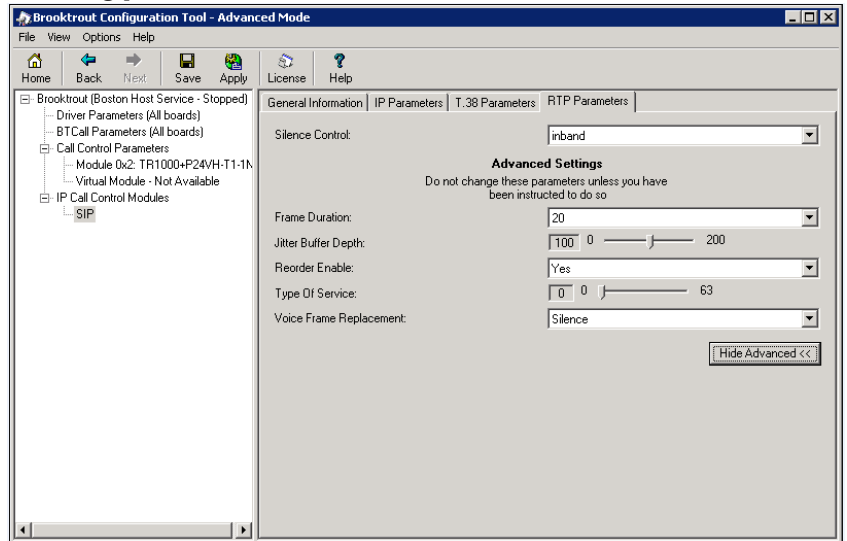 Brooktrout Configuration Tool - Advanced Mode
File View Options Help
Home Back Next Save Apply License Help
Brooktrout (Boston Host Service - Stopped)
Driver Parameters (All boards)
BTCall Parameters (All boards)
Call Control Parameters
Module 0x2: TR1000+P24VH-T1-1N
Virtual Module - Not Available
IP Call Control Modules
SIP
General Information IP Parameters T.38 Parameters RTP Parameters
Silence Control: inband
Advanced Settings
Do not change these parameters unless you have
been instructed to do so
Frame Duration: 20
Jitter Buffer Depth: 100 0 200
Reorder Enable: Yes
Type Of Service: 0 0 63
Voice Frame Replacement: Silence
Hide Advanced <<